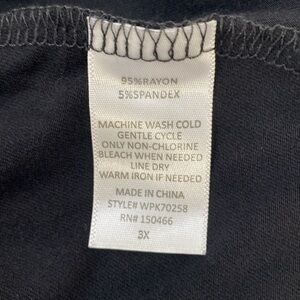 95%RAYON
5%SPANDEX
MACHINE WASH COLD
GENTLE CYCLE
ONLY NON-CHLORINE
BLEACH WHEN NEEDED
LINE DRY
WARM IRON IF NEEDED
MADE IN CHINA
STYLE# WPK70258
RN# 150466
3X